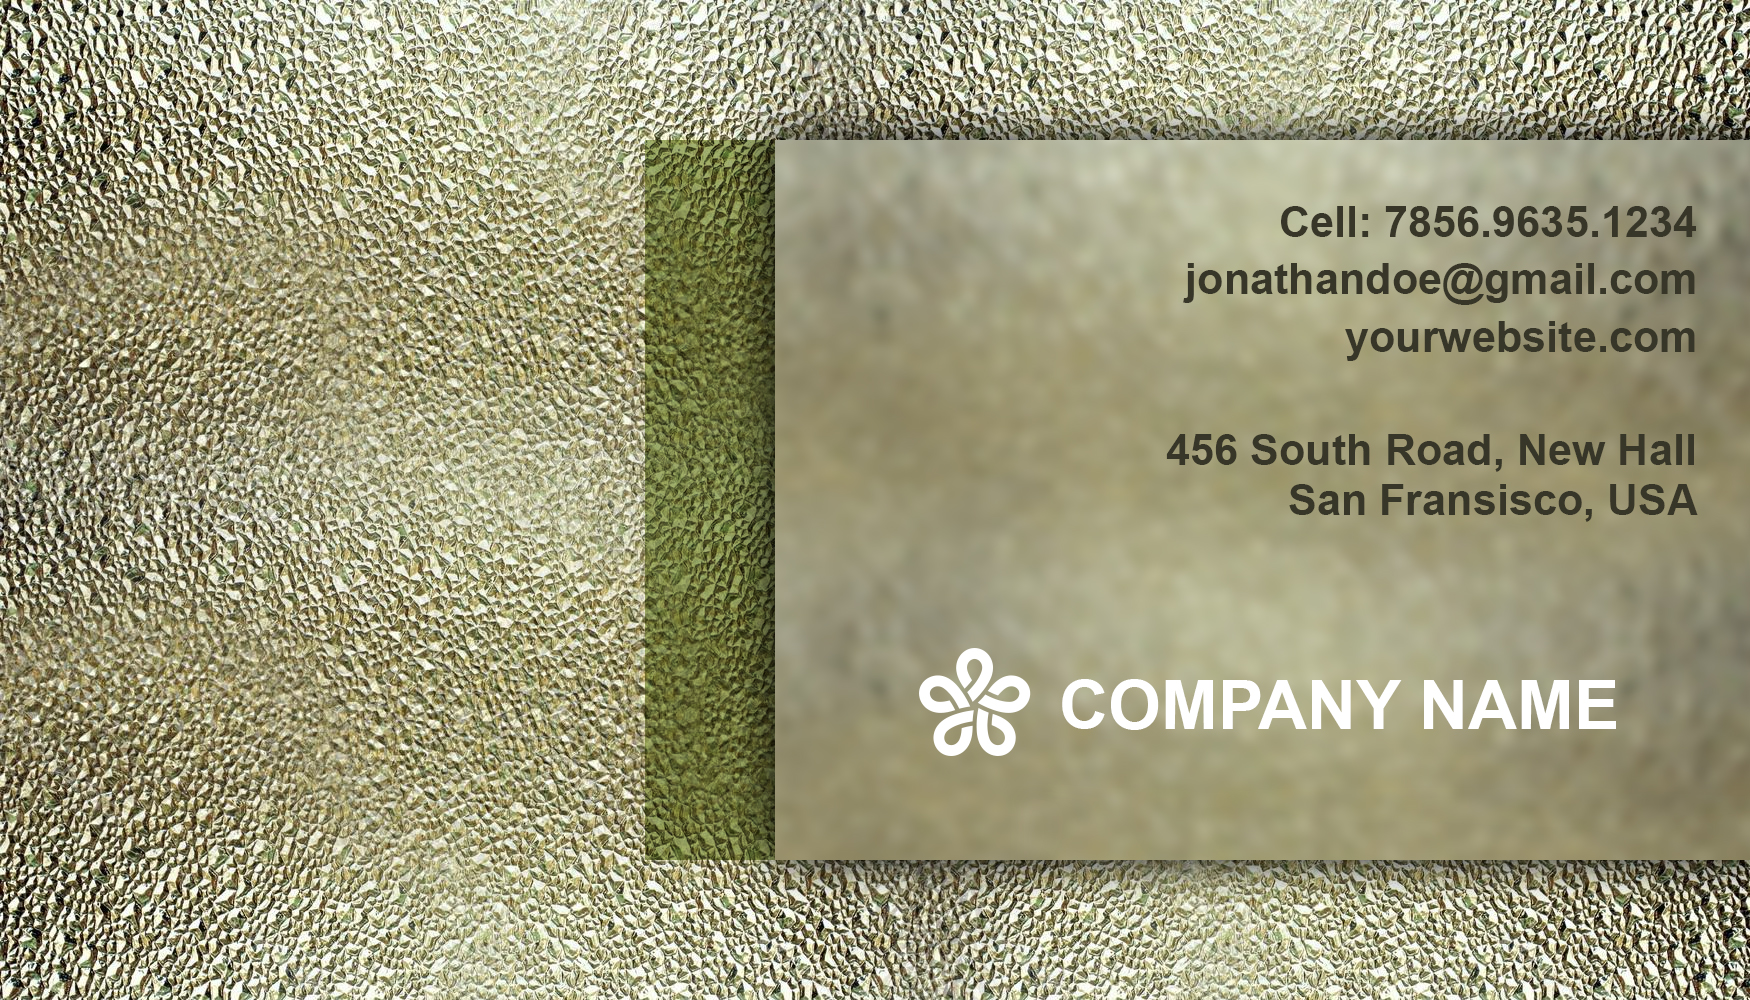 Cell: 7856.9635.1234
jonathandoe@gmail.com
yourwebsite.com
456 South Road, New Hall
San Fransisco, USA
COMPANY NAME